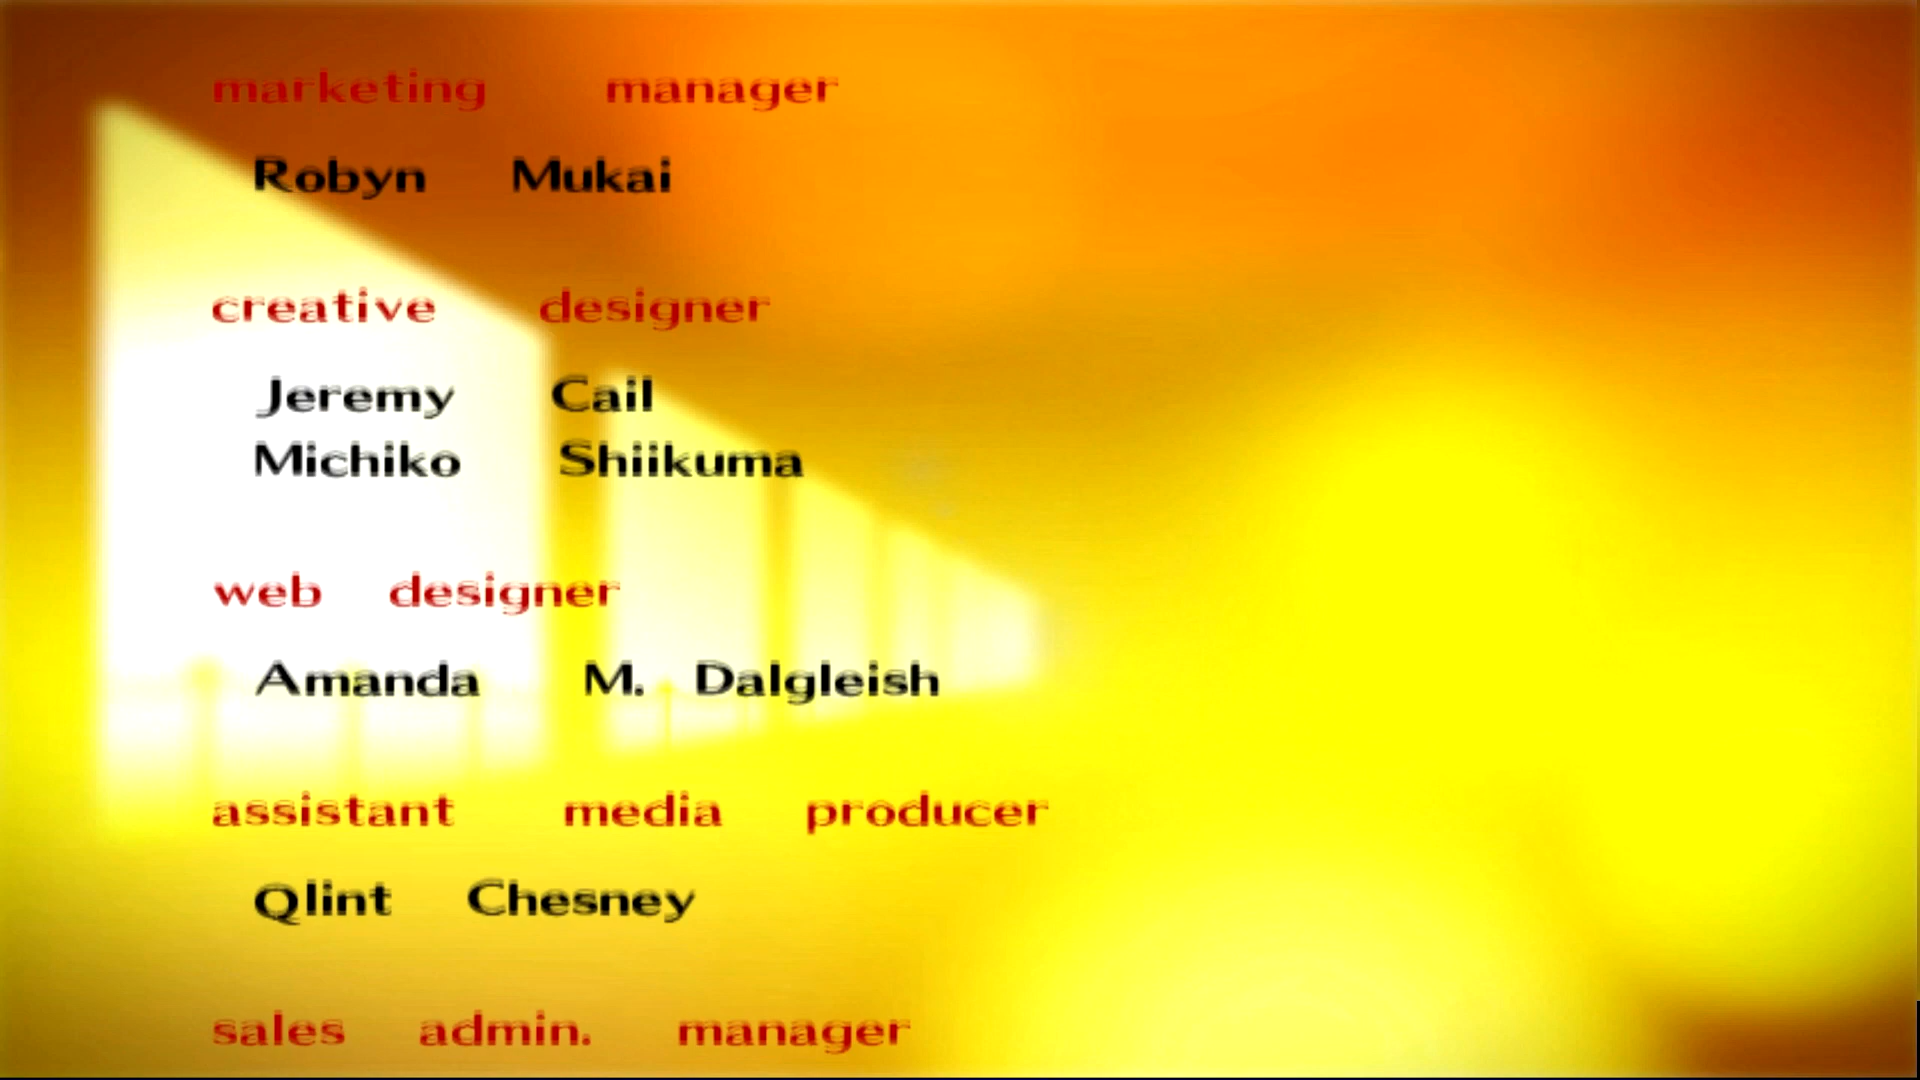 marketing manager
Robyn Mukai
creative designer
Jeremy Cail
Michiko Shiikuma
web designer
Amanda M. Dalgleish
assistant media producer
Qlint Chesney
sales admin. manager